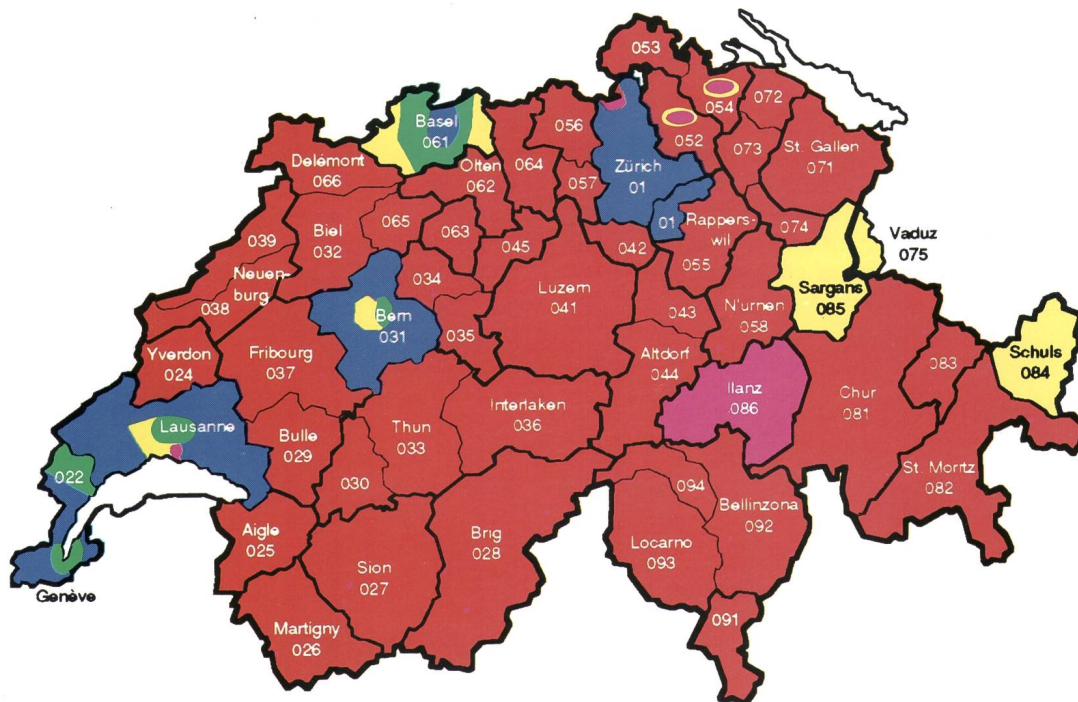 053
054
072
056
052
Basel
061
073
St. Gallen
071
Delémont
066
Olten
062
064
057
Zürich
01
01
Rappers-
wil
055
074
Vaduz
075
039
Biel
032
065
063
045
042
Neuen-
burg
038
034
Luzern
041
Sargans
085
Bern
031
035
043
N'urnen
058
Yverdon
024
Fribourg
037
Altdorf
044
Ilanz
086
Chur
081
083
Schuls
084
Lausanne
022
Bulle
029
Thun
033
Interlaken
036
030
094
Bellinzona
092
St. Moritz
082
Aigle
025
Sion
027
Brig
028
Locarno
093
Genève
Martigny
026
091